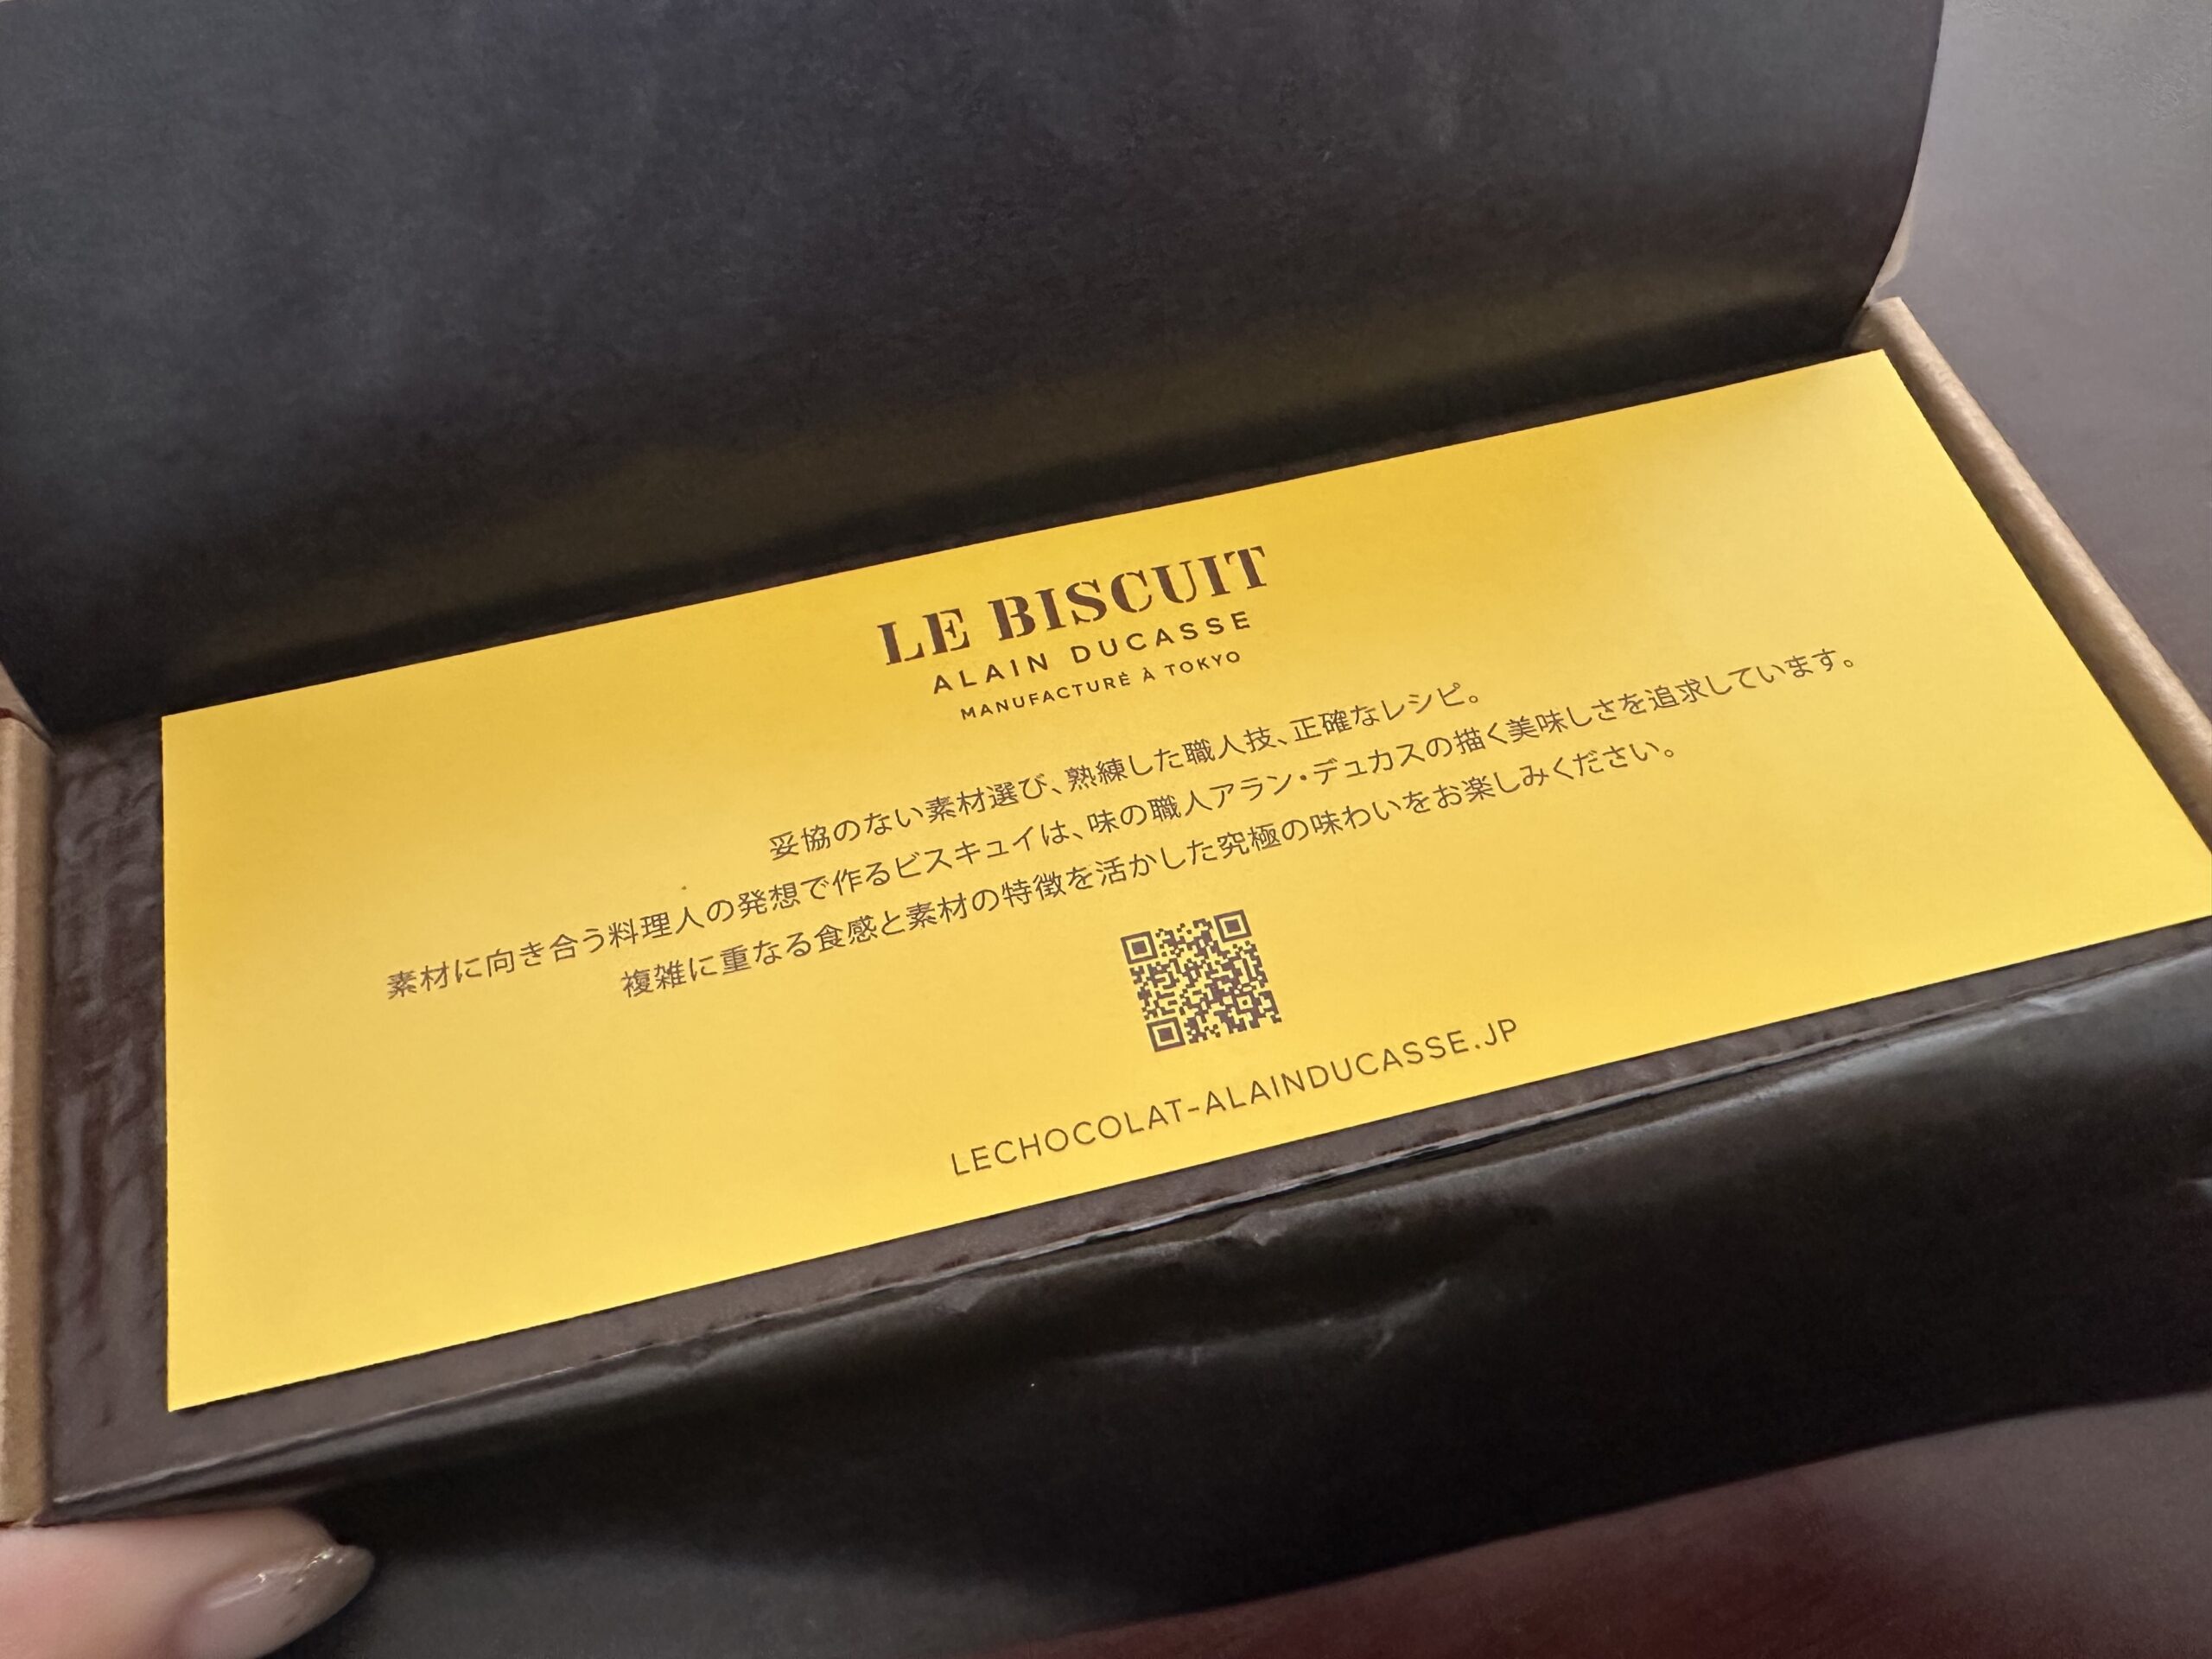 LE BISCUIT
ALAIN DUCASSE
MANUFACTURÉ À TOKYO
妥協のない素材選び、熟練した職人技、正確なレシピ。
素材に向き合う料理人の発想で作るビスキュイは、味の職人アラン・デュカスの描く美味しさを追求しています。
複雑に重なる食感と素材の特徴を活かした究極の味わいをお楽しみください。
LECHOCOLAT-ALAINDUCASSE.JP